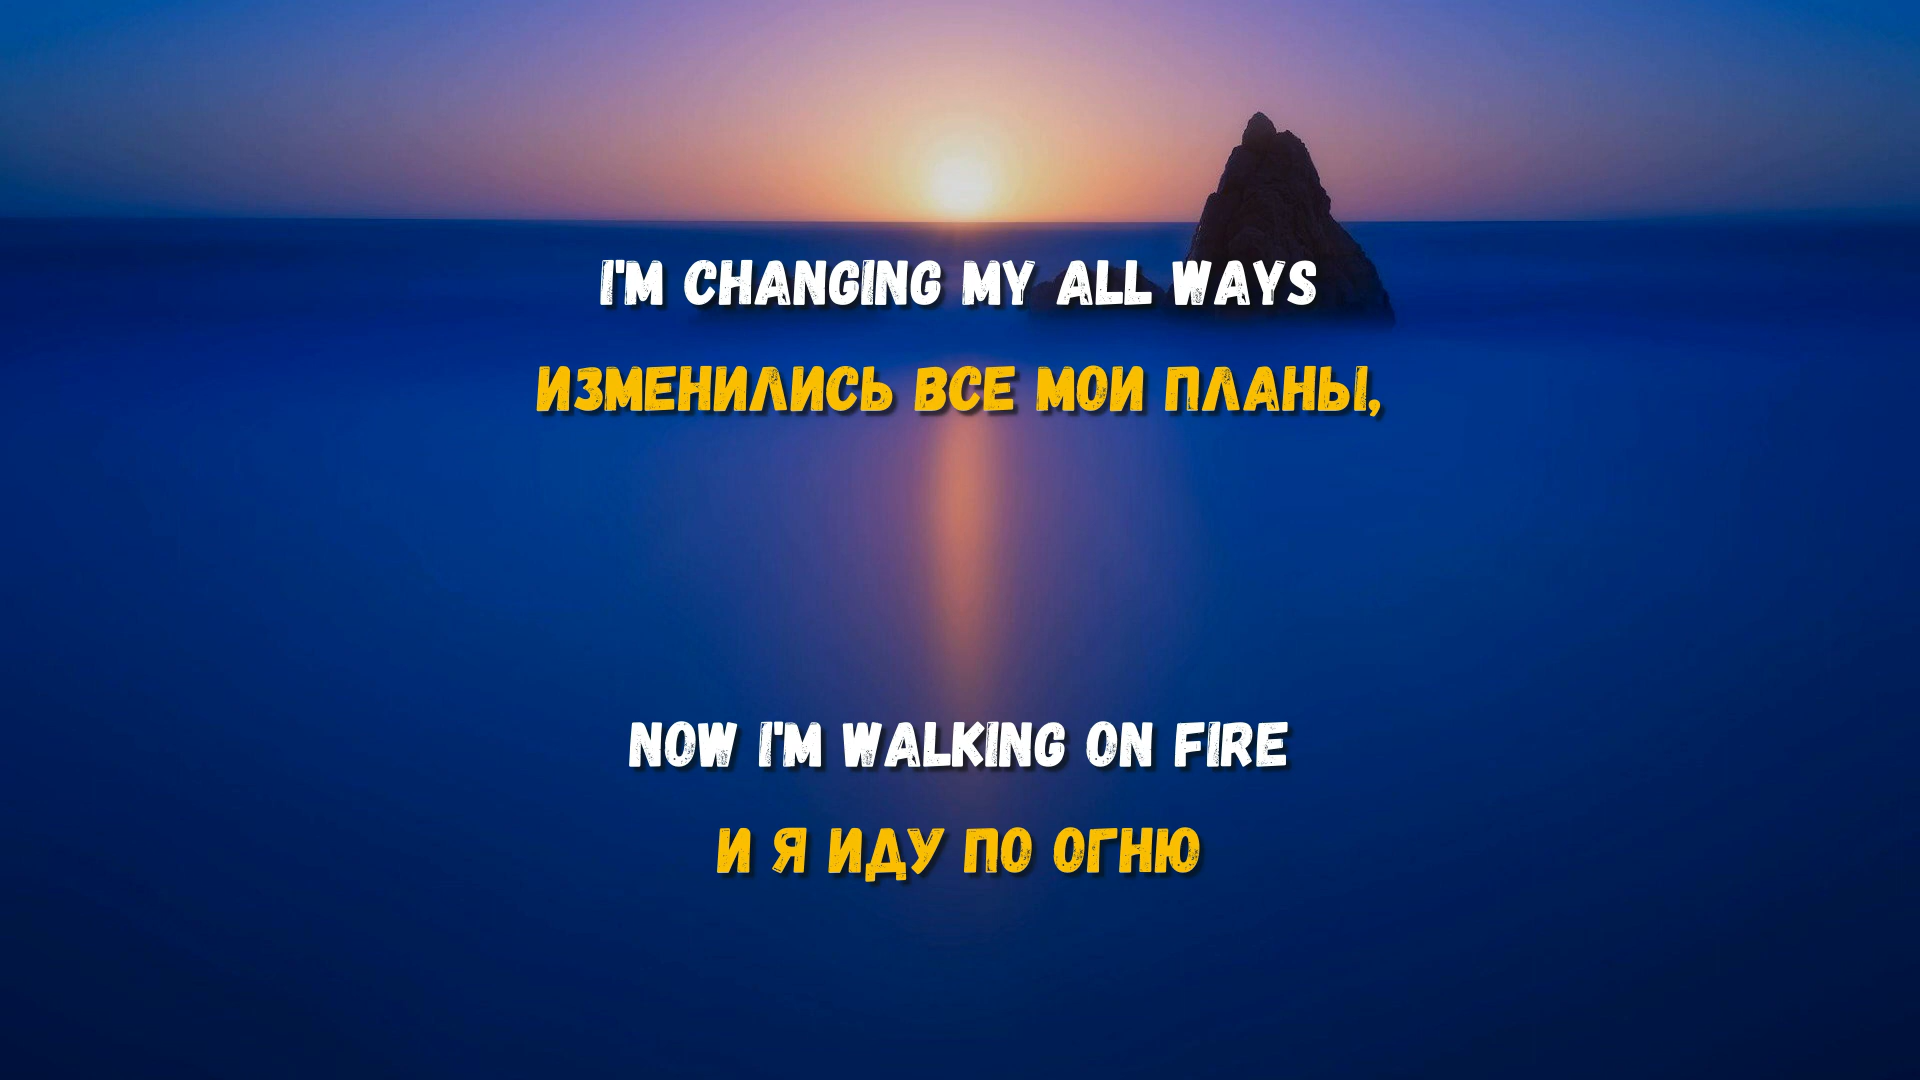 I'M CHANGING MY ALL WAYS
ИЗМЕНИЛИСЬ ВСЕ МОИ ПЛАНЫ,
NOW I'M WALKING ON FIRE
И Я ИДУ ПО ОГНЮ